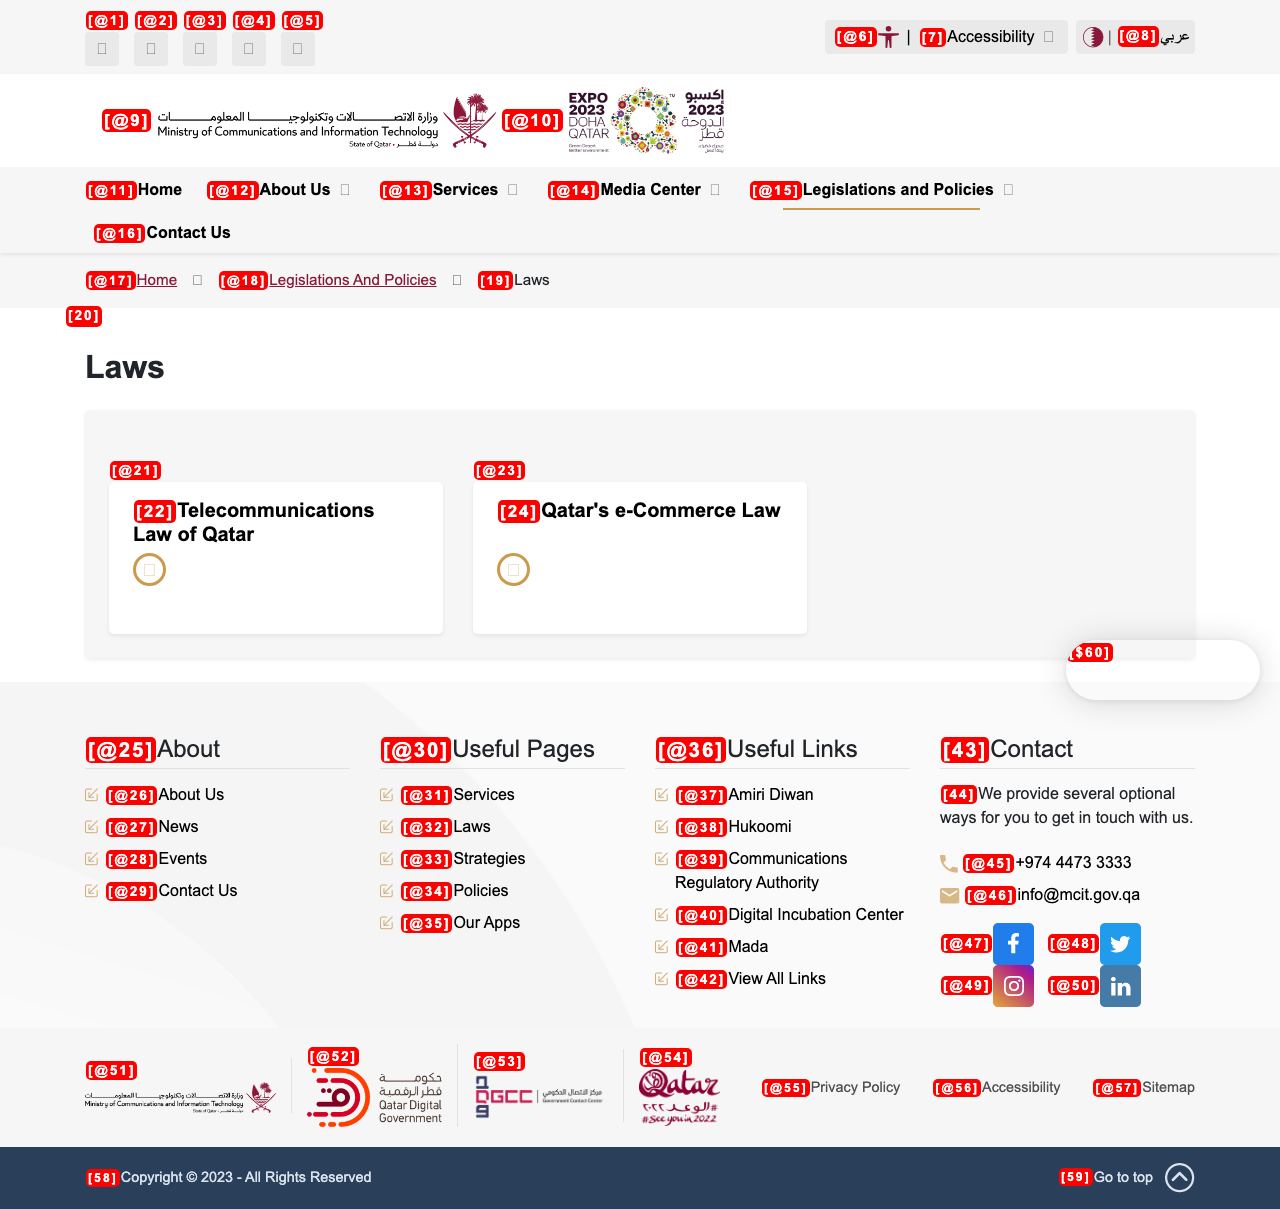 [@1] [@2] [@3] [@4] [@5]
[@6] | [7] Accessibility
| [@8] عربي
[@9] وزارة الاتصالات وتكنولوجيا المعلومات
Ministry of Communications and Information Technology
دولة قطر • State of Qatar
[@10] EXPO 2023 DOHA QATAR
Green Desert, Better Environment
إكسبو 2023 الدوحة قطر
[@11] Home [@12] About Us [@13] Services [@14] Media Center [@15] Legislations and Policies
[@16] Contact Us
[@17] Home [@18] Legislations And Policies [19] Laws
[20]
Laws
[@21] [@23]
[22] Telecommunications
Law of Qatar
[24] Qatar's e-Commerce Law
[$60]
[@25] About
[@26] About Us
[@27] News
[@28] Events
[@29] Contact Us
[@30] Useful Pages
[@31] Services
[@32] Laws
[@33] Strategies
[@34] Policies
[@35] Our Apps
[@36] Useful Links
[@37] Amiri Diwan
[@38] Hukoomi
[@39] Communications
Regulatory Authority
[@40] Digital Incubation Center
[@41] Mada
[@42] View All Links
[43] Contact
[44] We provide several optional
ways for you to get in touch with us.
[@45] +974 4473 3333
[@46] info@mcit.gov.qa
[@47] [@48]
[@49] [@50]
[@51]
وزارة الاتصالات وتكنولوجيا المعلومات
Ministry of Communications and Information Technology
دولة قطر • State of Qatar
[@52]
حكومة
قطر الرقمية
Qatar Digital
Government
[@53]
GCC
مركز الاتصال الحكومي
Government Contact Center
[@54]
Qatar
#الوعد_٢٠٢٢
#See you in 2022
[@55] Privacy Policy [@56] Accessibility [@57] Sitemap
[58] Copyright © 2023 - All Rights Reserved
[59] Go to top